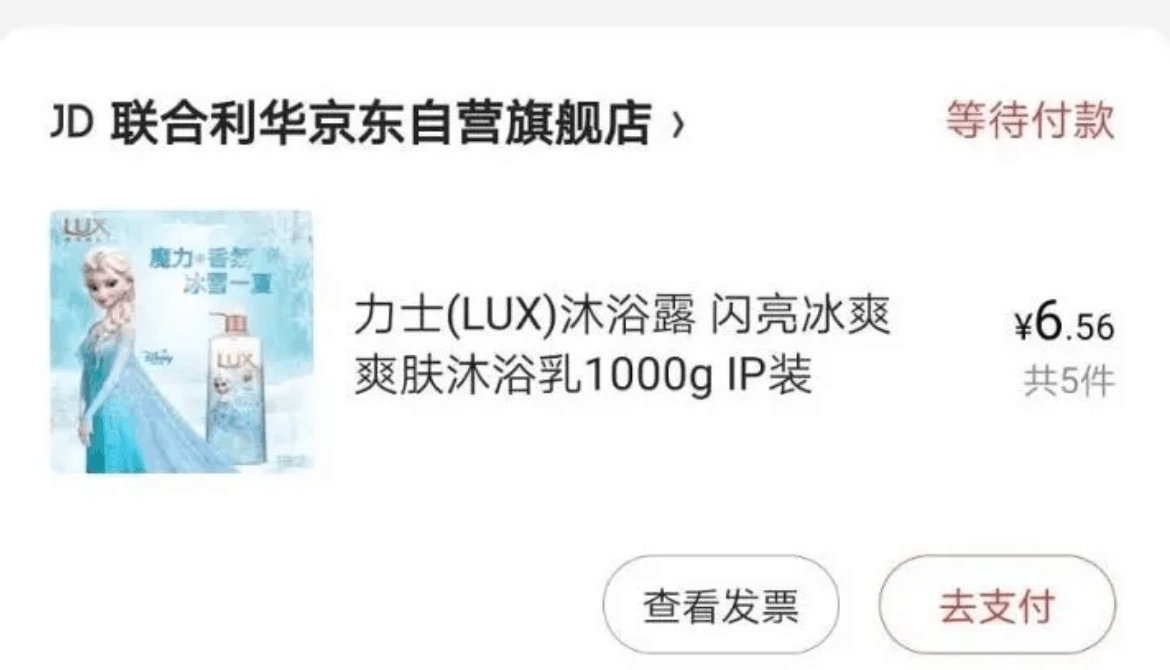 JD 联合利华京东自营旗舰店 ›
等待付款
LUX
魔力
冰雪一夏
Disney
LUX
力士(LUX)沐浴露 闪亮冰爽
爽肤沐浴乳1000g IP装
¥6.56
共5件
查看发票
去支付